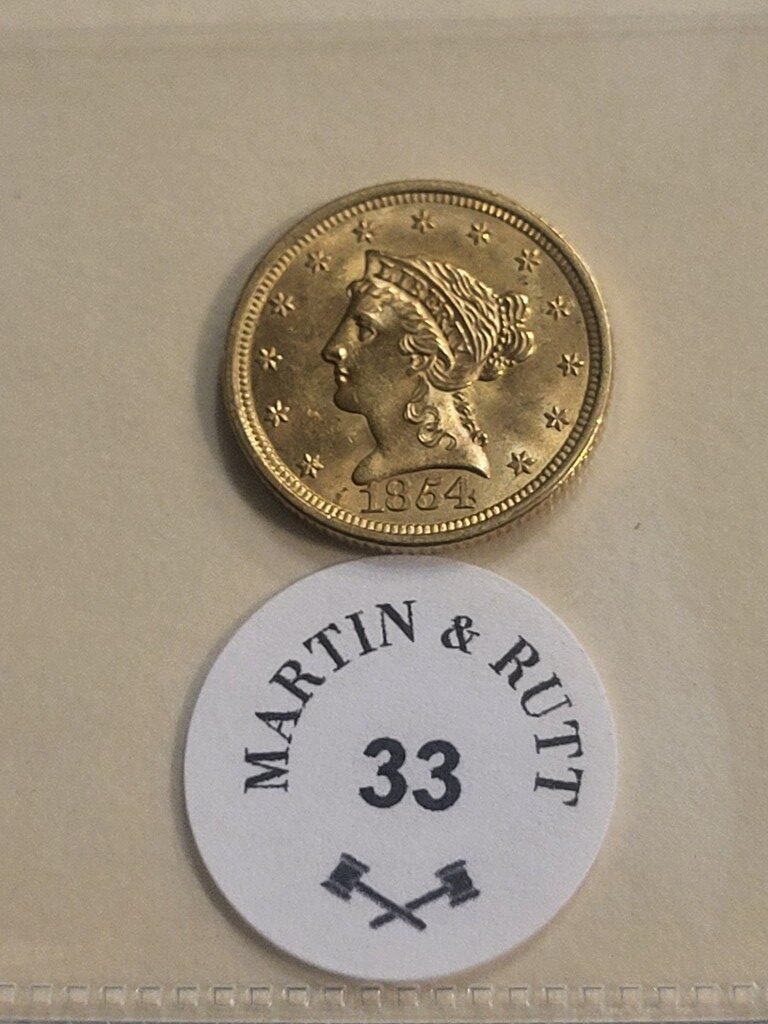 LIBERTY
1854
MARTIN & RUTT
33